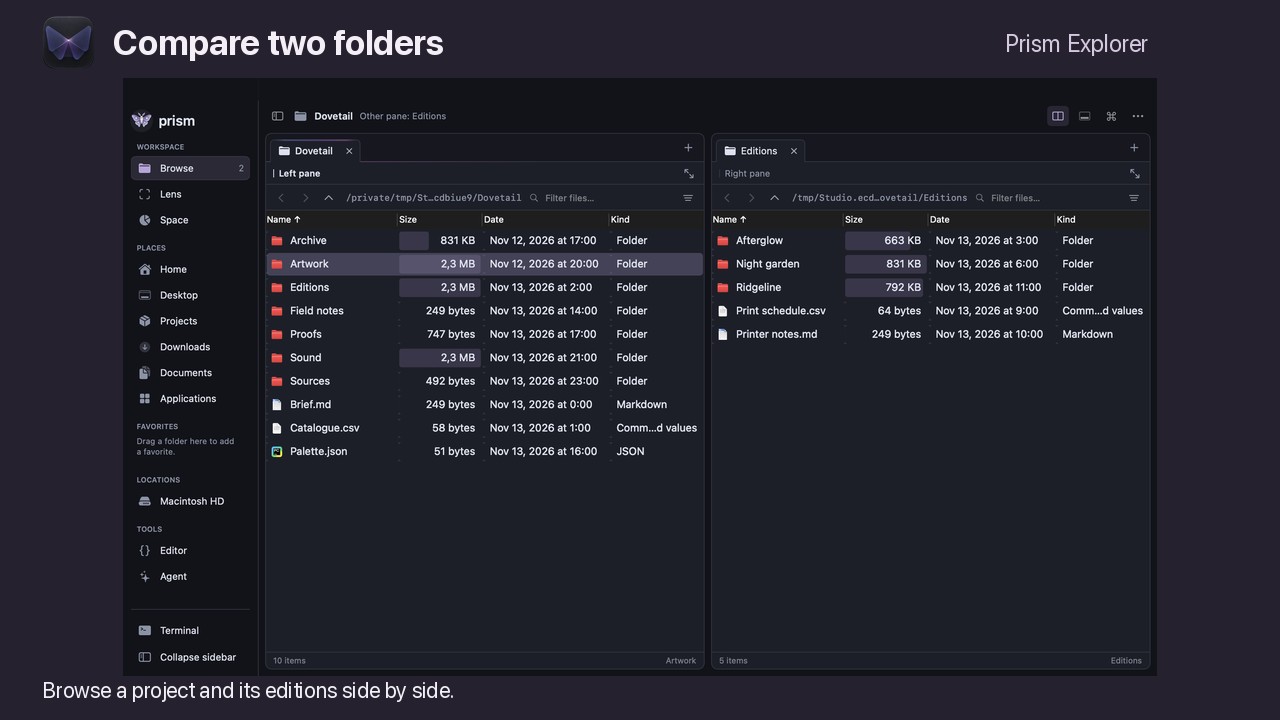 Compare two folders
Prism Explorer
prism
WORKSPACE
Browse 2
Lens
Space
PLACES
Home
Desktop
Projects
Downloads
Documents
Applications
FAVORITES
Drag a folder here to add
a favorite.
LOCATIONS
Macintosh HD
TOOLS
Editor
Agent
Terminal
Collapse sidebar
Dovetail Other pane: Editions
Dovetail
Left pane
/private/tmp/St…cdbiue9/Dovetail Filter files…
Name Size Date Kind
Archive 831 KB Nov 12, 2026 at 17:00 Folder
Artwork 2,3 MB Nov 12, 2026 at 20:00 Folder
Editions 2,3 MB Nov 13, 2026 at 2:00 Folder
Field notes 249 bytes Nov 13, 2026 at 14:00 Folder
Proofs 747 bytes Nov 13, 2026 at 17:00 Folder
Sound 2,3 MB Nov 13, 2026 at 21:00 Folder
Sources 492 bytes Nov 13, 2026 at 23:00 Folder
Brief.md 249 bytes Nov 13, 2026 at 0:00 Markdown
Catalogue.csv 58 bytes Nov 13, 2026 at 1:00 Comm…d values
Palette.json 51 bytes Nov 13, 2026 at 16:00 JSON
10 items Artwork
Editions
Right pane
/tmp/Studio.ecd…ovetail/Editions Filter files…
Name Size Date Kind
Afterglow 663 KB Nov 13, 2026 at 3:00 Folder
Night garden 831 KB Nov 13, 2026 at 6:00 Folder
Ridgeline 792 KB Nov 13, 2026 at 11:00 Folder
Print schedule.csv 64 bytes Nov 13, 2026 at 9:00 Comm…d values
Printer notes.md 249 bytes Nov 13, 2026 at 10:00 Markdown
5 items Editions
Browse a project and its editions side by side.